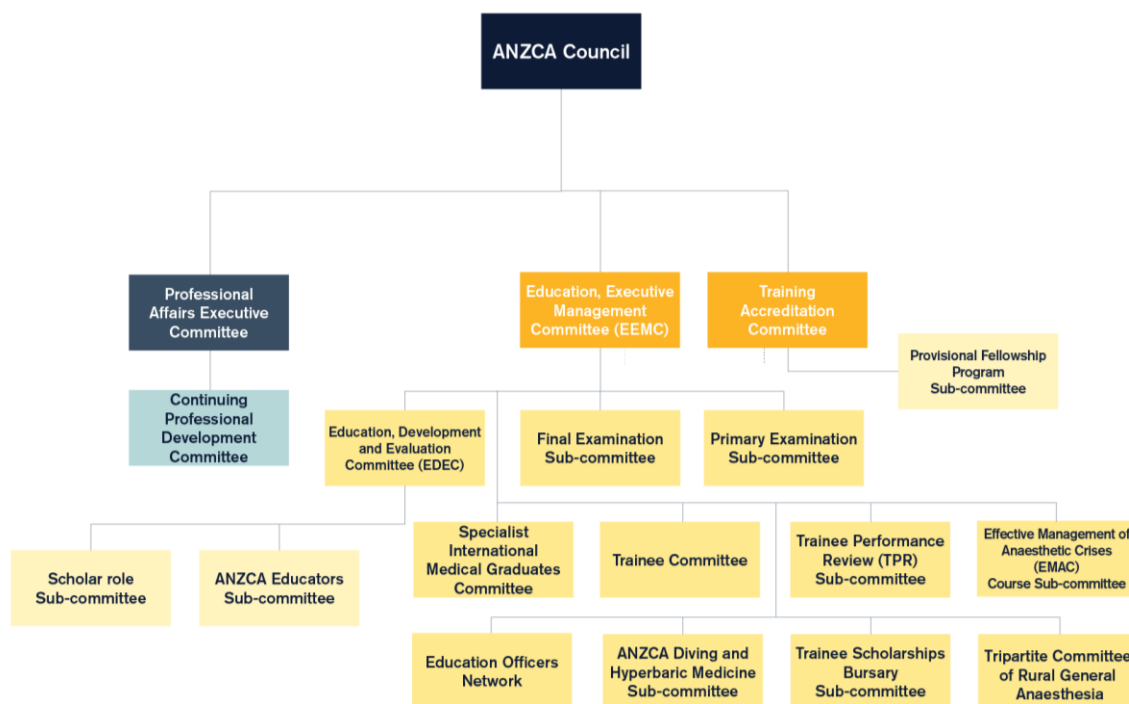 ANZCA Council
Professional
Affairs Executive
Committee
Education, Executive
Management
Committee (EEMC)
Training
Accreditation
Committee
Provisional Fellowship
Program
Sub-committee
Continuing
Professional
Development
Committee
Education, Development
and Evaluation
Committee (EDEC)
Final Examination
Sub-committee
Primary Examination
Sub-committee
Scholar role
Sub-committee
ANZCA Educators
Sub-committee
Specialist
International
Medical Graduates
Committee
Trainee Committee
Trainee Performance
Review (TPR)
Sub-committee
Effective Management of
Anaesthetic Crises
(EMAC)
Course Sub-committee
Education Officers
Network
ANZCA Diving and
Hyperbaric Medicine
Sub-committee
Trainee Scholarships
Bursary
Sub-committee
Tripartite Committee
of Rural General
Anaesthesia